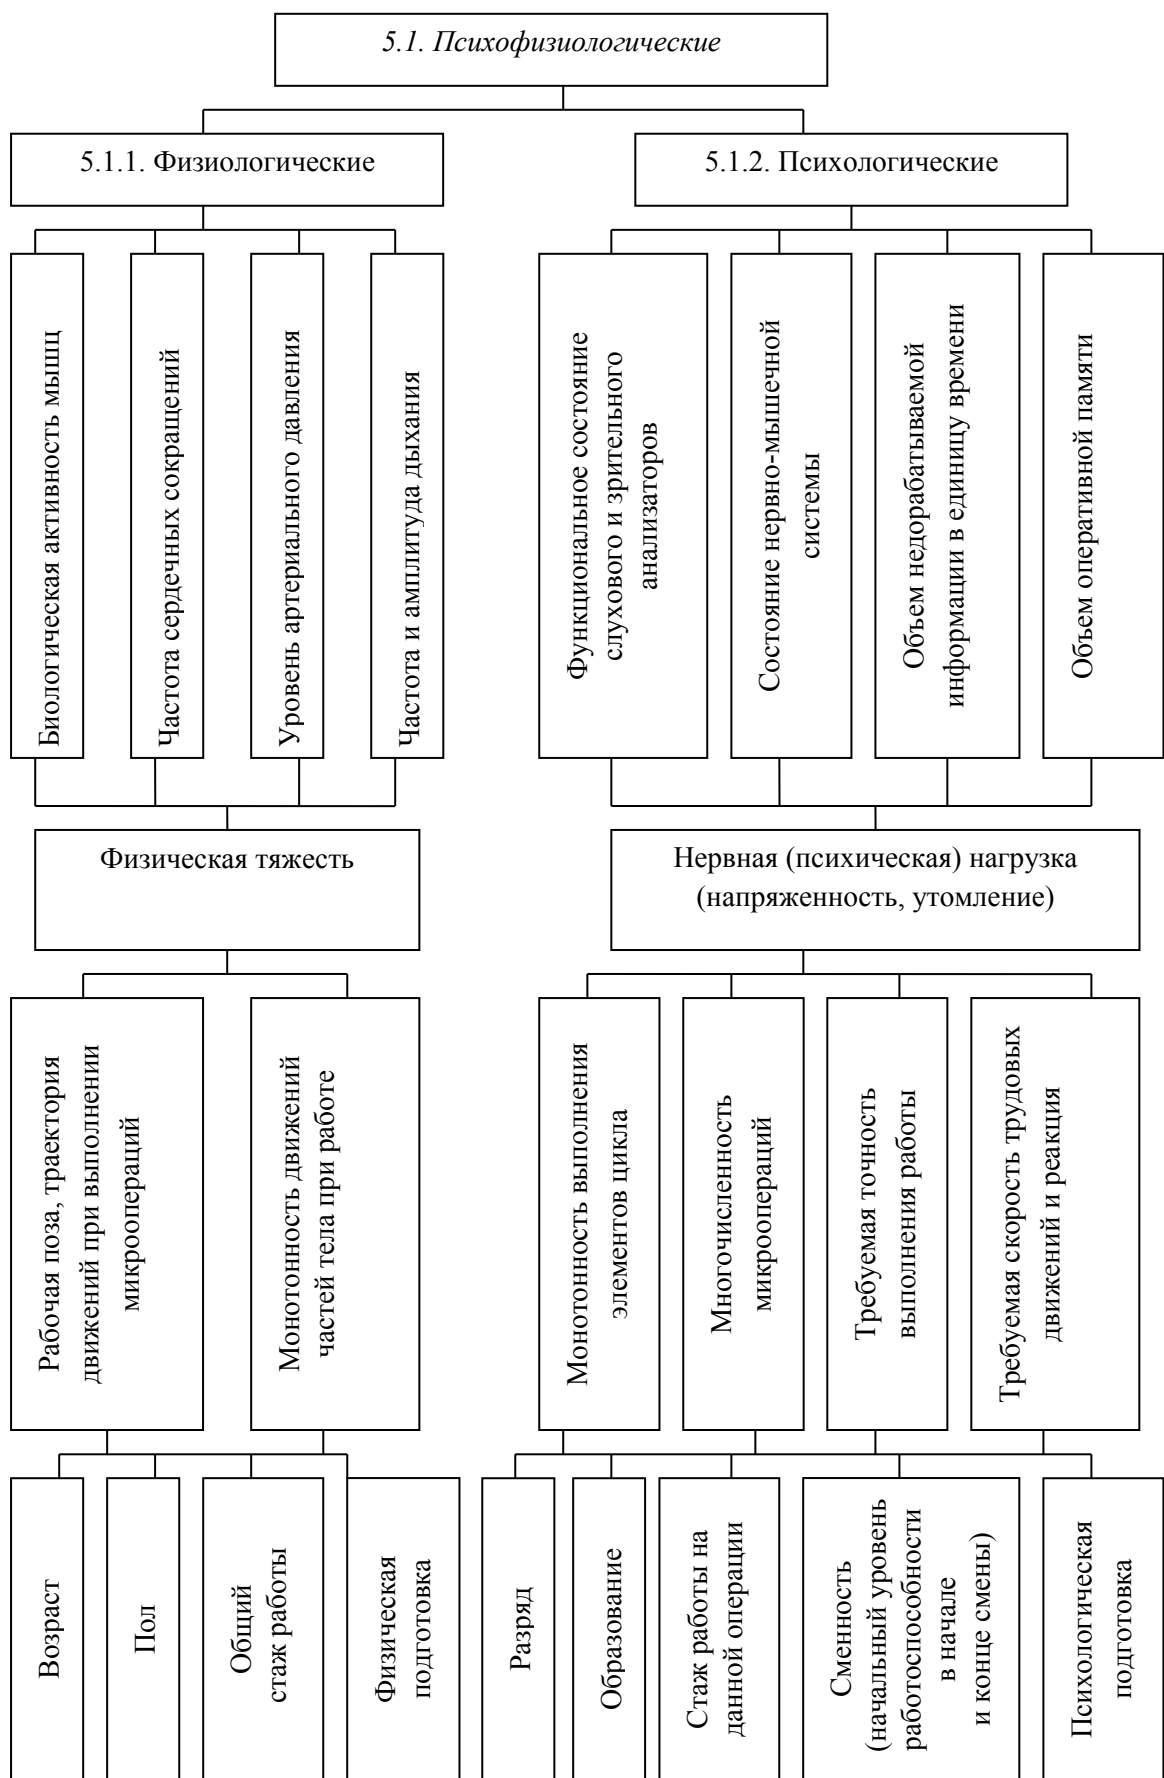 5.1. Психофизиологические
5.1.1. Физиологические
5.1.2. Психологические
Биологическая активность мышц
Частота сердечных сокращений
Уровень артериального давления
Частота и амплитуда дыхания
Функциональное состояние
слухового и зрительного
анализаторов
Состояние нервно-мышечной
системы
Объем недорабатываемой
информации в единицу времени
Объем оперативной памяти
Физическая тяжесть
Нервная (психическая) нагрузка
(напряженность, утомление)
Рабочая поза, траектория
движений при выполнении
микроопераций
Монотонность движений
частей тела при работе
Монотонность выполнения
элементов цикла
Многочисленность
микроопераций
Требуемая точность
выполнения работы
Требуемая скорость трудовых
движений и реакция
Возраст
Пол
Общий
стаж работы
Физическая
подготовка
Разряд
Образование
Стаж работы на
данной операции
Сменность
(начальный уровень
работоспособности
в начале
и конце смены)
Психологическая
подготовка